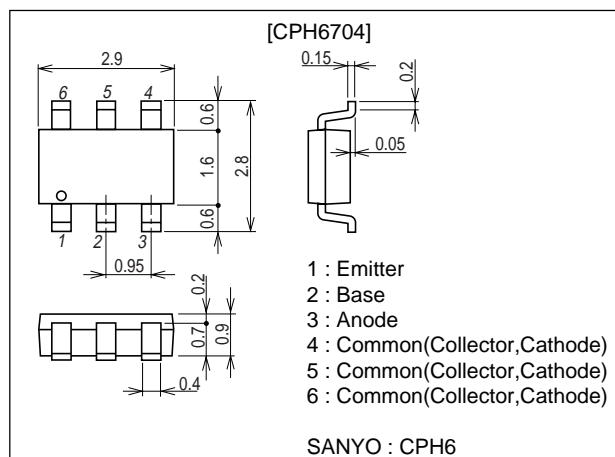 [CPH6704]
2.9
0.15
0.2
6 5 4
0.6
0.05
1.6
2.8
0.6
1 2 3
0.95
1 : Emitter
2 : Base
3 : Anode
4 : Common(Collector,Cathode)
5 : Common(Collector,Cathode)
6 : Common(Collector,Cathode)
0.2
0.7
0.9
0.4
SANYO : CPH6